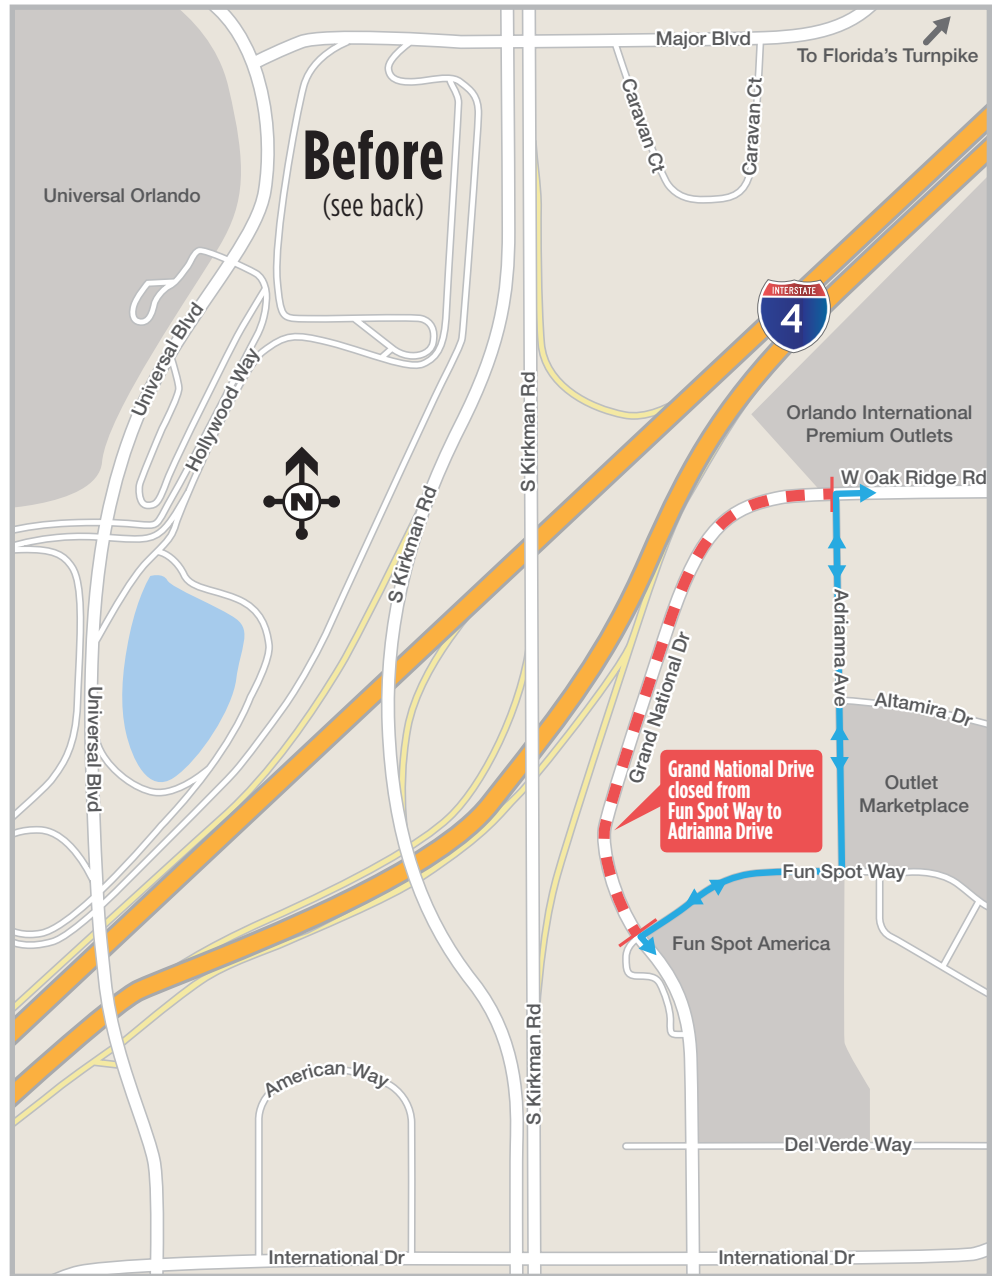 Major Blvd
To Florida's Turnpike
Caravan Ct
Caravan Ct
Before
(see back)
Universal Orlando
INTERSTATE
4
Universal Blvd
Hollywood Way
S Kirkman Rd
Orlando International
Premium Outlets
W Oak Ridge Rd
N
S Kirkman Rd
Adrianna Ave
Grand National Dr
Altamira Dr
Universal Blvd
Grand National Drive
closed from
Fun Spot Way to
Adrianna Drive
Outlet
Marketplace
Fun Spot Way
Fun Spot America
S Kirkman Rd
American Way
Del Verde Way
International Dr
International Dr